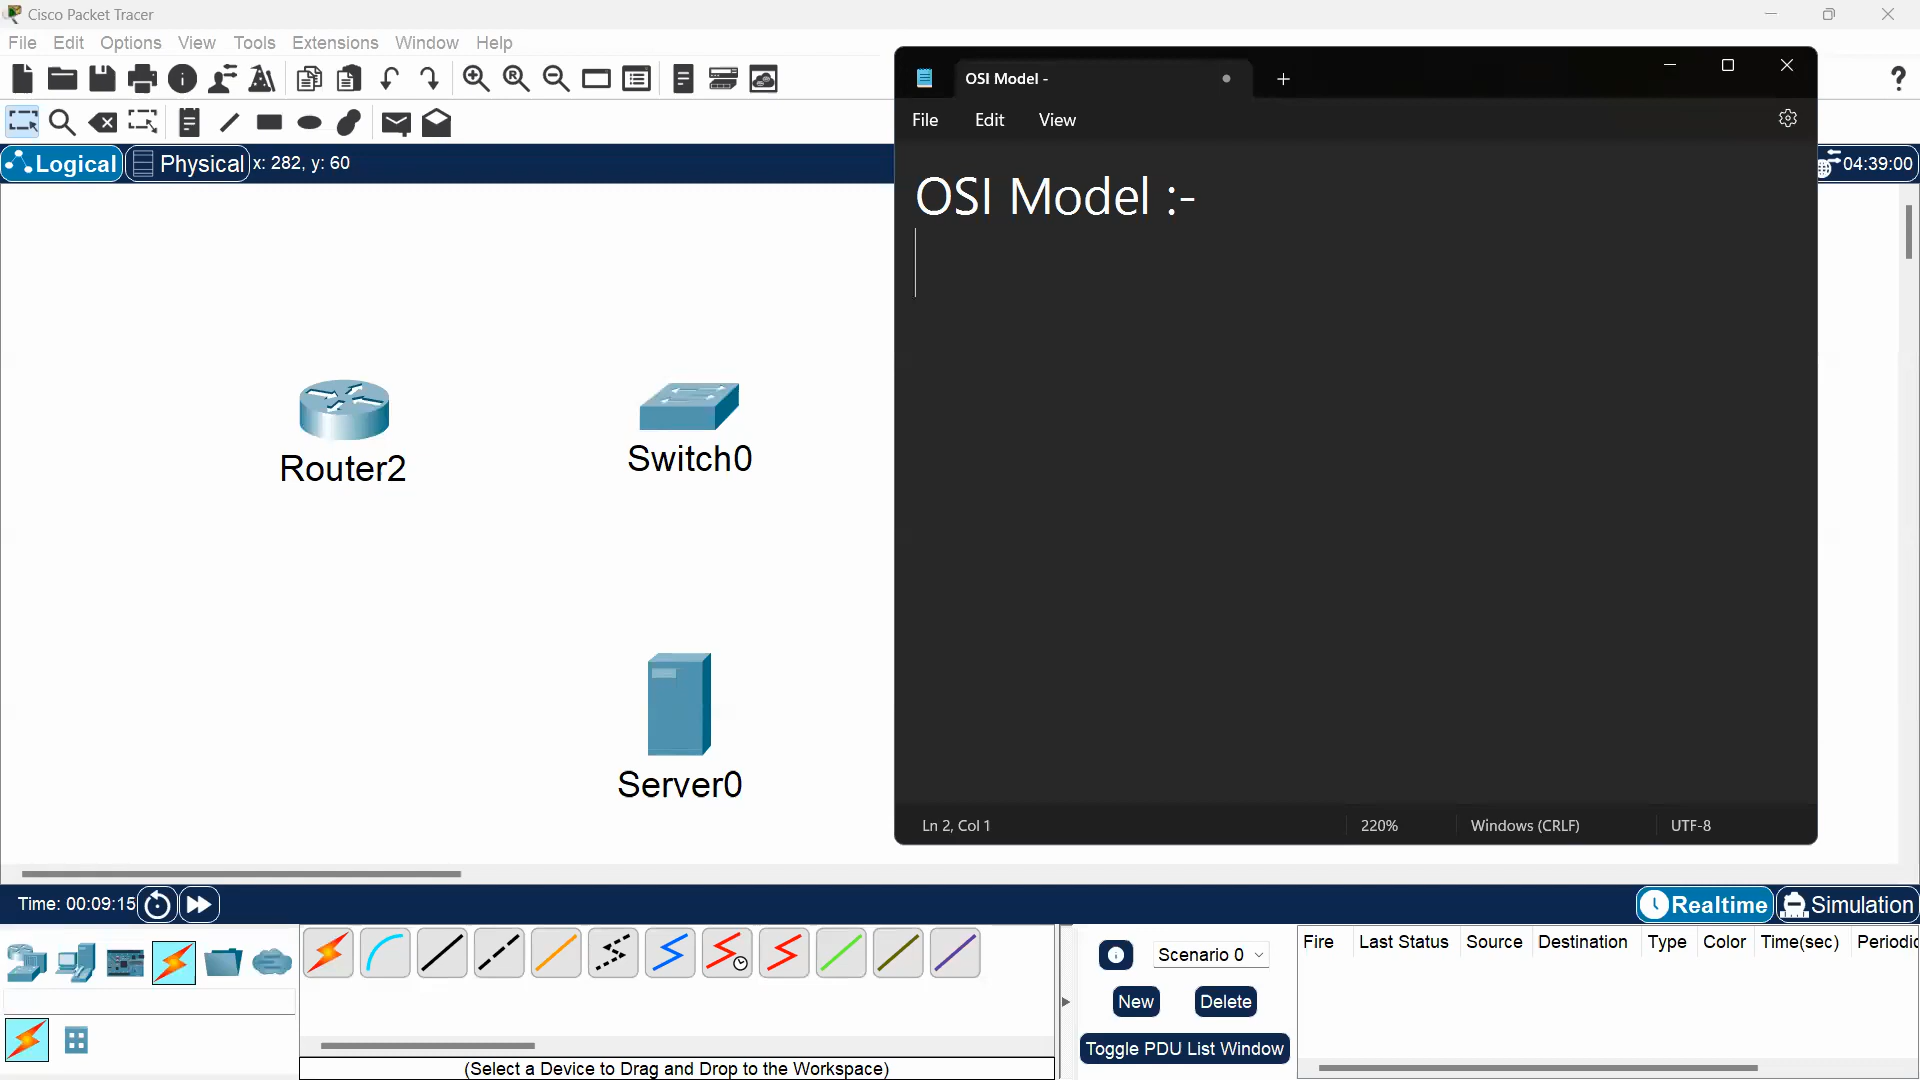 Cisco Packet Tracer
File Edit Options View Tools Extensions Window Help
OSI Model -
File Edit View
Logical Physical x: 282, y: 60
04:39:00
OSI Model :-
Router2
Switch0
Server0
Ln 2, Col 1 220% Windows (CRLF) UTF-8
Time: 00:09:15
Realtime Simulation
Scenario 0
New Delete
Toggle PDU List Window
Fire Last Status Source Destination Type Color Time(sec) Periodic
(Select a Device to Drag and Drop to the Workspace)